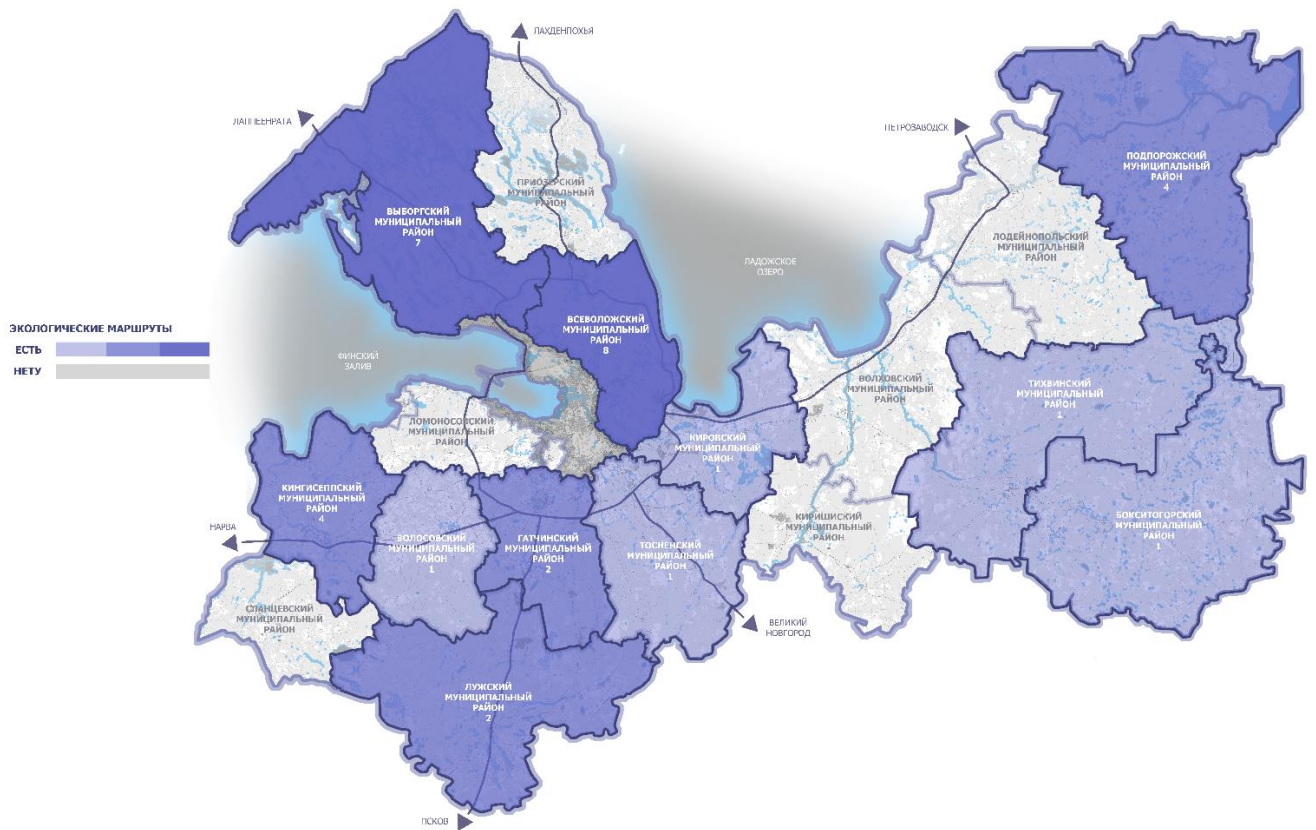 ЛАХДЕНПОХЬЯ
ЛАППЕЕНРАТА
ПЕТРОЗАВОДСК
ПОДПОРОЖСКИЙ
МУНИЦИПАЛЬНЫЙ
РАЙОН
4
ПРИОЗЕРСКИЙ
МУНИЦИПАЛЬНЫЙ
РАЙОН
ВЫБОРГСКИЙ
МУНИЦИПАЛЬНЫЙ
РАЙОН
7
ЛОДЕЙНОПОЛЬСКИЙ
МУНИЦИПАЛЬНЫЙ
РАЙОН
ЛАДОЖСКОЕ
ОЗЕРО
ВСЕВОЛОЖСКИЙ
МУНИЦИПАЛЬНЫЙ
РАЙОН
8
ЭКОЛОГИЧЕСКИЕ МАРШРУТЫ
ЕСТЬ
НЕТУ
ФИНСКИЙ
ЗАЛИВ
ВОЛХОВСКИЙ
МУНИЦИПАЛЬНЫЙ
РАЙОН
ТИХВИНСКИЙ
МУНИЦИПАЛЬНЫЙ
РАЙОН
1
ЛОМОНОСОВСКИЙ
МУНИЦИПАЛЬНЫЙ
РАЙОН
КИРОВСКИЙ
МУНИЦИПАЛЬНЫЙ
РАЙОН
1
КИНГИСЕППСКИЙ
МУНИЦИПАЛЬНЫЙ
РАЙОН
4
КИРИШСКИЙ
МУНИЦИПАЛЬНЫЙ
РАЙОН
БОКСИТОГОРСКИЙ
МУНИЦИПАЛЬНЫЙ
РАЙОН
1
НАРВА
ВОЛОСОВСКИЙ
МУНИЦИПАЛЬНЫЙ
РАЙОН
1
ГАТЧИНСКИЙ
МУНИЦИПАЛЬНЫЙ
РАЙОН
2
ТОСНЕНСКИЙ
МУНИЦИПАЛЬНЫЙ
РАЙОН
1
СЛАНЦЕВСКИЙ
МУНИЦИПАЛЬНЫЙ
РАЙОН
ВЕЛИКИЙ
НОВГОРОД
ЛУЖСКИЙ
МУНИЦИПАЛЬНЫЙ
РАЙОН
2
ПСКОВ